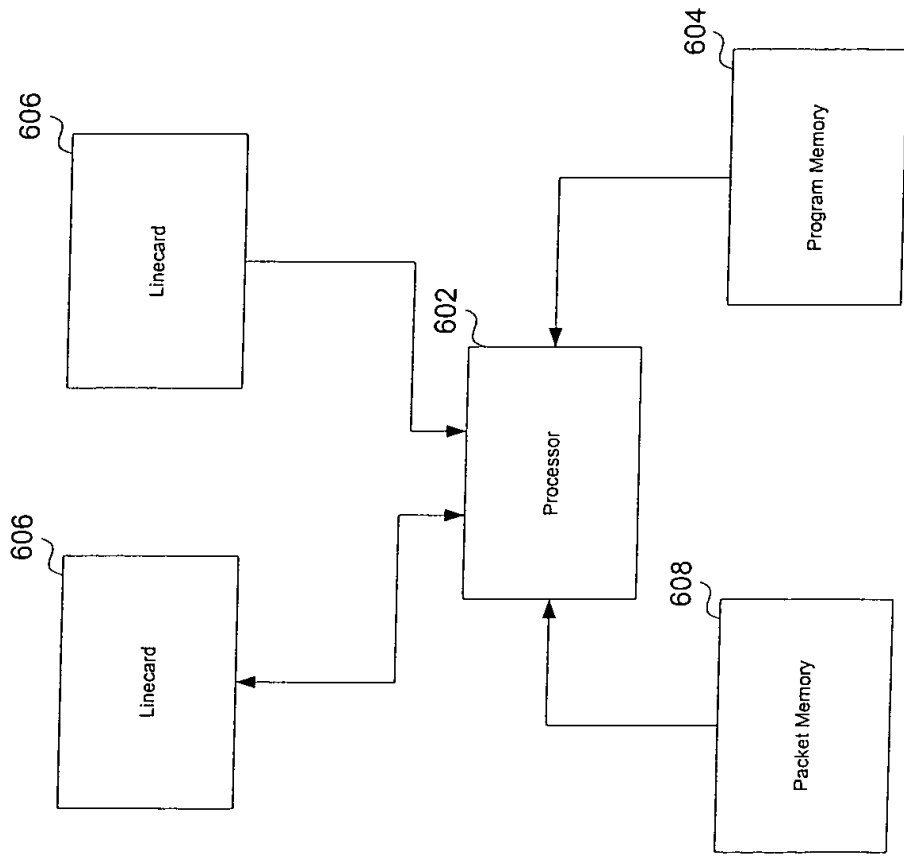 606
Linecard
606
Linecard
602
Processor
608
Packet Memory
604
Program Memory